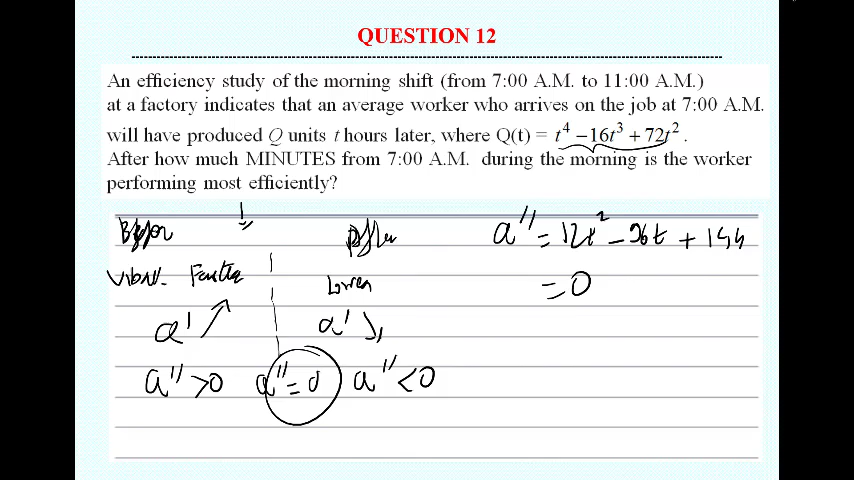 QUESTION 12
An efficiency study of the morning shift (from 7:00 A.M. to 11:00 A.M.)
at a factory indicates that an average worker who arrives on the job at 7:00 A.M.
will have produced Q units t hours later, where Q(t) = t⁴ −16t³ +72t² .
After how much MINUTES from 7:00 A.M. during the morning is the worker
performing most efficiently?
Q'' = 12t² - 96t + 144
= 0
Q' ↗ Q' ↘
Q'' > 0 Q'' = 0 Q'' < 0